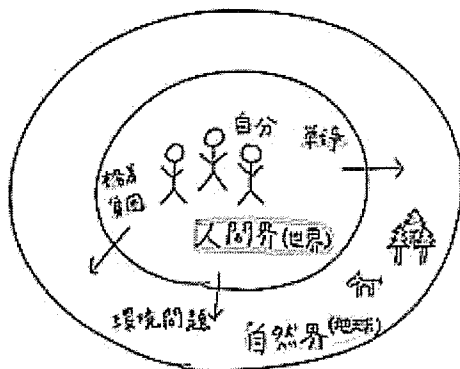 自分
戦争
格差
貧困
人間界(世界)
環境問題
自然界(地球)